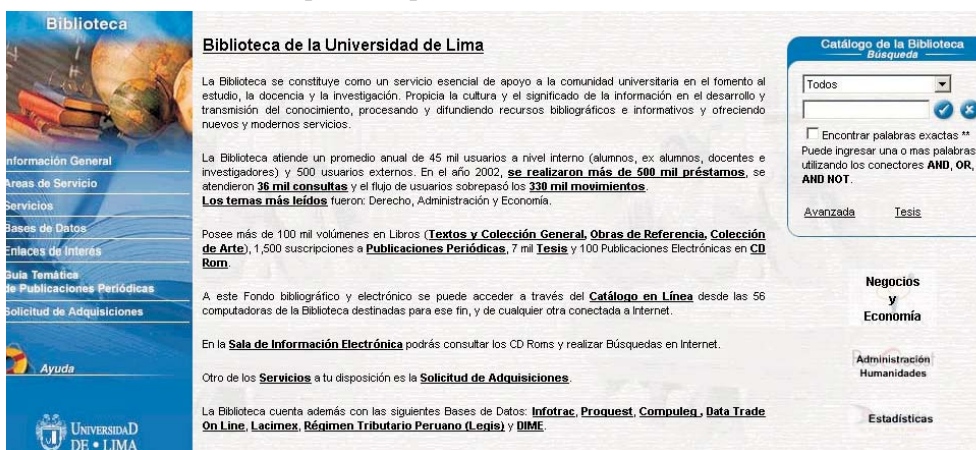 Biblioteca
Información General
Areas de Servicio
Servicios
Bases de Datos
Enlaces de Interés
Guía Temática
de Publicaciones Periódicas
Solicitud de Adquisiciones
Ayuda
UNIVERSIDAD
DE • LIMA
Biblioteca de la Universidad de Lima
La Biblioteca se constituye como un servicio esencial de apoyo a la comunidad universitaria en el fomento al
estudio, la docencia y la investigación. Propicia la cultura y el significado de la información en el desarrollo y
transmisión del conocimiento, procesando y difundiendo recursos bibliográficos e informativos y ofreciendo
nuevos y modernos servicios.
La Biblioteca atiende un promedio anual de 45 mil usuarios a nivel interno (alumnos, ex alumnos, docentes e
investigadores) y 500 usuarios externos. En el año 2002, se realizaron más de 500 mil préstamos, se
atendieron 36 mil consultas y el flujo de usuarios sobrepasó los 330 mil movimientos.
Los temas más leídos fueron: Derecho, Administración y Economía.
Posee más de 100 mil volúmenes en Libros (Textos y Colección General, Obras de Referencia, Colección
de Arte), 1,500 suscripciones a Publicaciones Periódicas, 7 mil Tesis y 100 Publicaciones Electrónicas en CD
Rom.
A este Fondo bibliográfico y electrónico se puede acceder a través del Catálogo en Línea desde las 56
computadoras de la Biblioteca destinadas para ese fin, y de cualquier otra conectada a Internet.
En la Sala de Información Electrónica podrás consultar los CD Roms y realizar Búsquedas en Internet.
Otro de los Servicios a tu disposición es la Solicitud de Adquisiciones.
La Biblioteca cuenta además con las siguientes Bases de Datos: Infotrac, Proquest, Compuleg , Data Trade
On Line, Lacimex, Régimen Tributario Peruano (Legis) y DIME.
Catálogo de la Biblioteca
Búsqueda
Todos
Encontrar palabras exactas **
Puede ingresar una o mas palabras
utilizando los conectores AND, OR,
AND NOT.
Avanzada Tesis
Negocios
y
Economía
Administración
Humanidades
Estadísticas